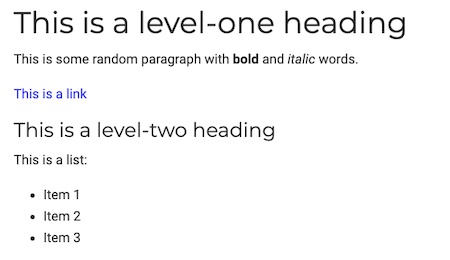 This is a level-one heading
This is some random paragraph with bold and italic words.
This is a link
This is a level-two heading
This is a list:
• Item 1
• Item 2
• Item 3